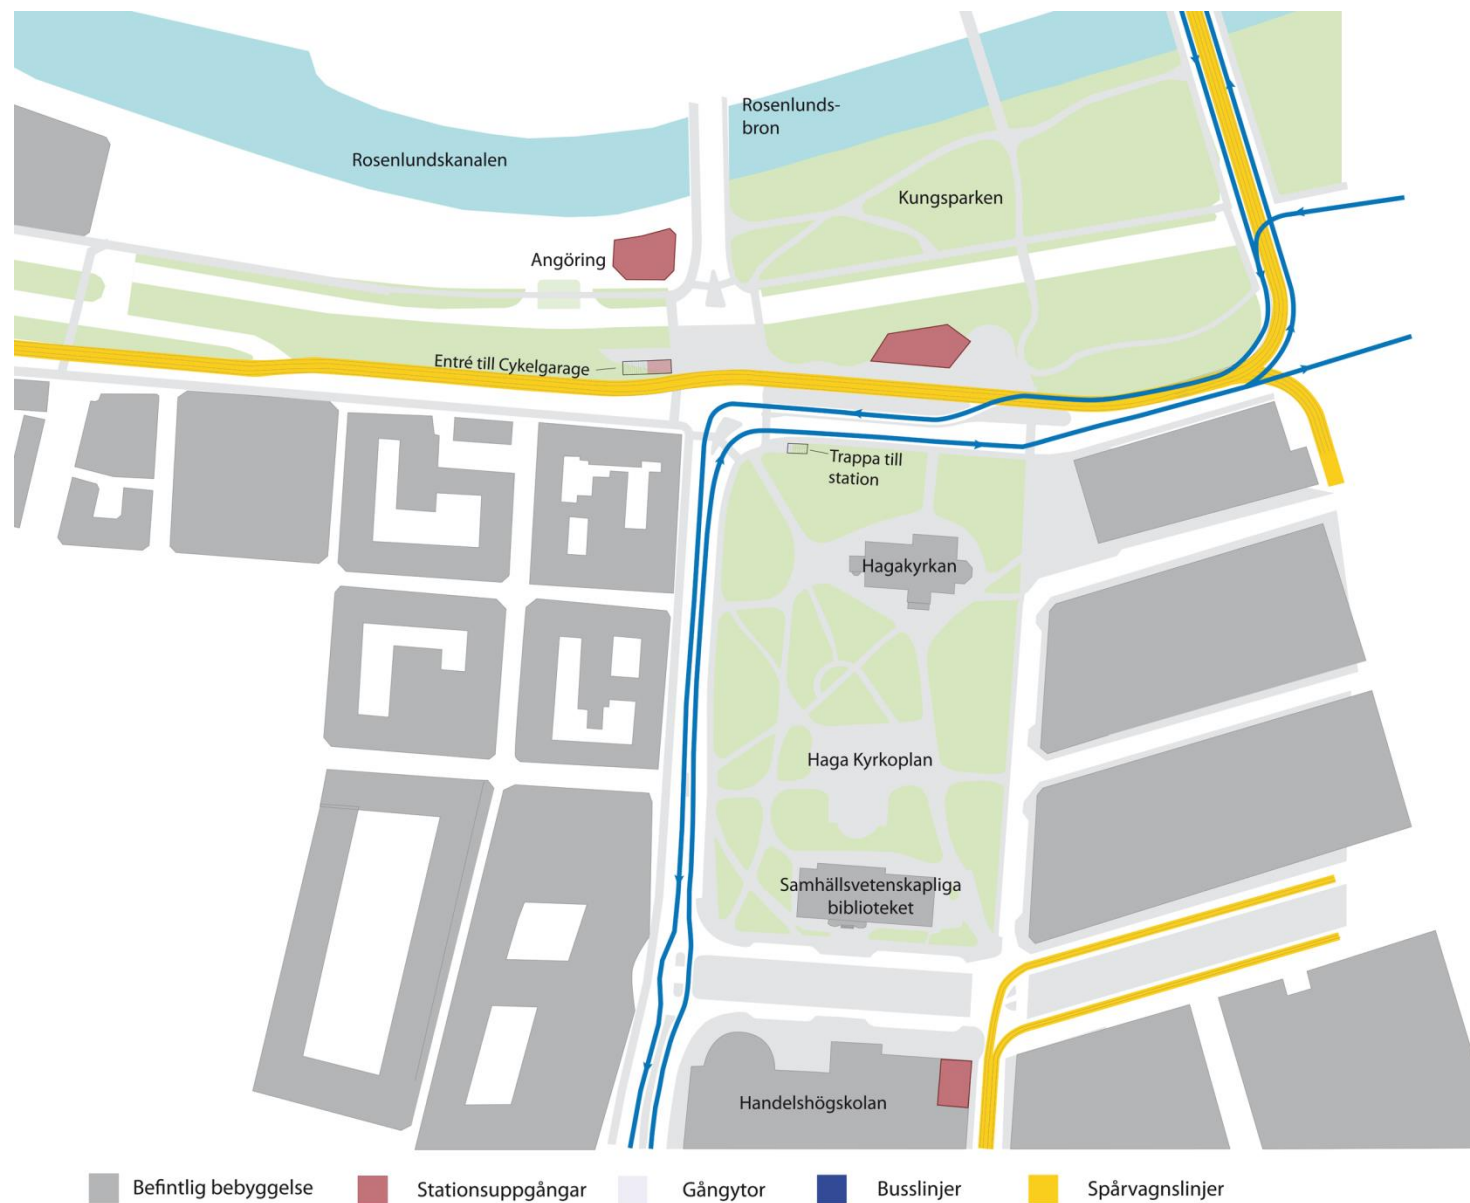 Rosenlunds-
bron
Rosenlundskanalen
Kungsparken
Angöring
Entré till Cykelgarage
Trappa till
station
Hagakyrkan
Haga Kyrkoplan
Samhällsvetenskapliga
biblioteket
Handelshögskolan
Befintlig bebyggelse
Stationsuppgångar
Gångytor
Busslinjer
Spårvagnslinjer